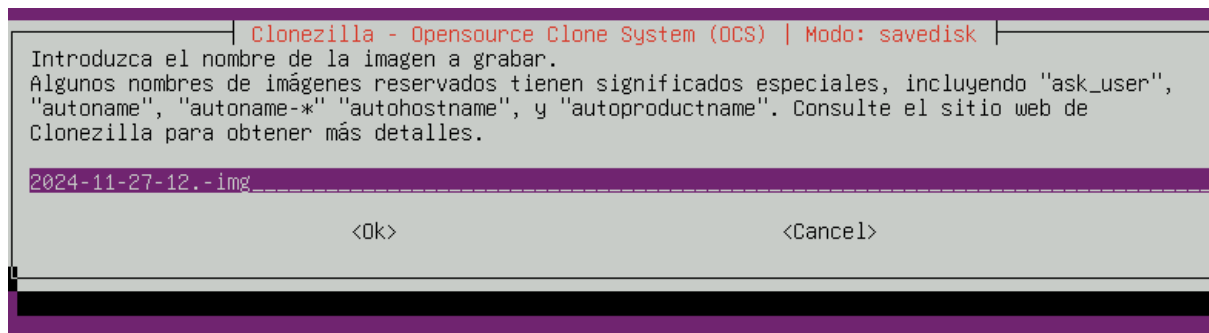 Clonezilla - Opensource Clone System (OCS) | Modo: savedisk
Introduzca el nombre de la imagen a grabar.
Algunos nombres de imágenes reservados tienen significados especiales, incluyendo "ask_user",
"autoname", "autoname-*" "autohostname", y "autoproductname". Consulte el sitio web de
Clonezilla para obtener más detalles.
2024-11-27-12.-img
<Ok> <Cancel>